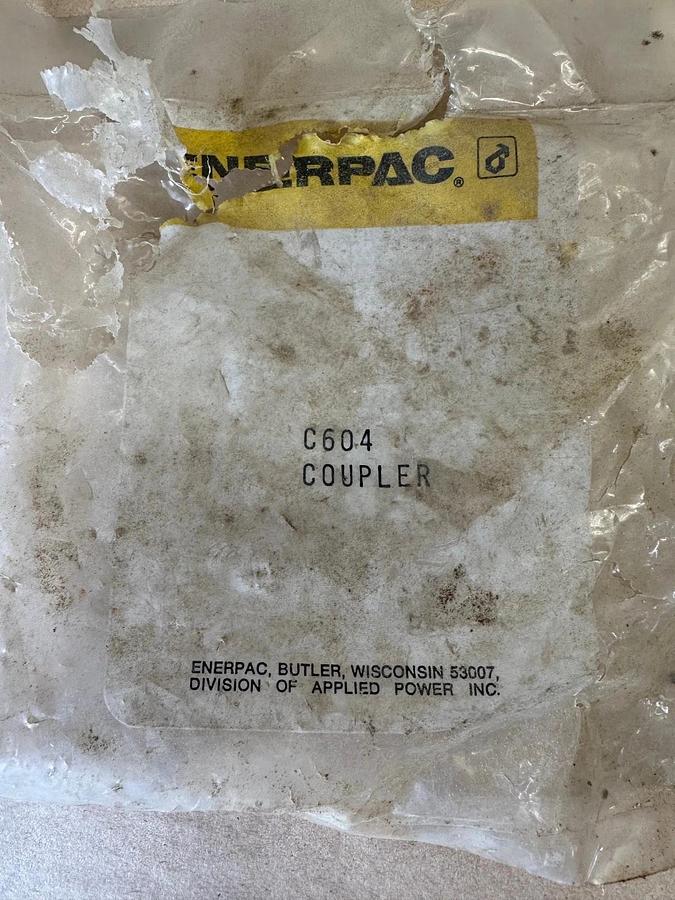 ENERPAC®
C604
COUPLER
ENERPAC, BUTLER, WISCONSIN 53007,
DIVISION OF APPLIED POWER INC.